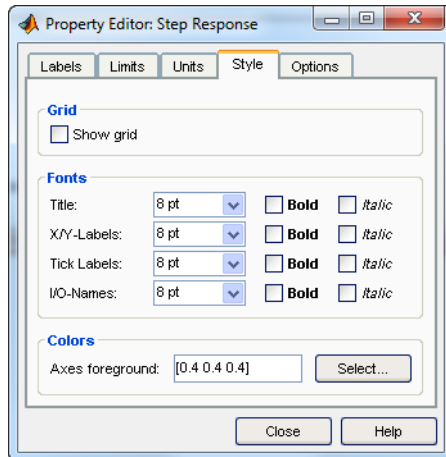 Property Editor: Step Response
Labels Limits Units Style Options
Grid
Show grid
Fonts
Title: 8 pt Bold Italic
X/Y-Labels: 8 pt Bold Italic
Tick Labels: 8 pt Bold Italic
I/O-Names: 8 pt Bold Italic
Colors
Axes foreground: [0.4 0.4 0.4] Select...
Close Help